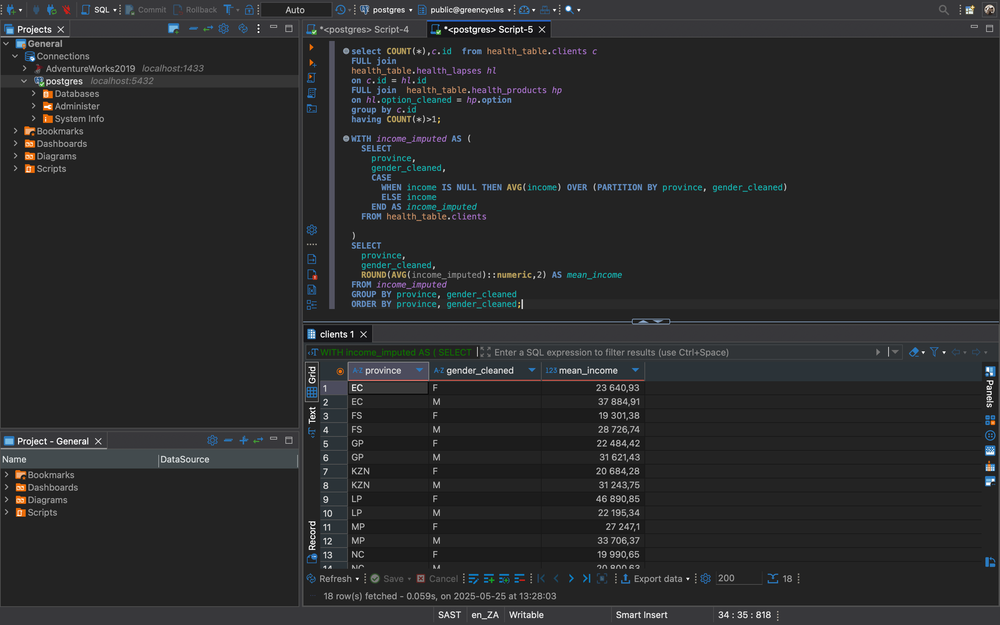 SQL
Commit
Rollback
Auto
postgres
public@greencycles
Projects
General
Connections
AdventureWorks2019 localhost:1433
postgres localhost:5432
Databases
Administer
System Info
Bookmarks
Dashboards
Diagrams
Scripts
*<postgres> Script-4
*<postgres> Script-5
select COUNT(*),c.id  from health_table.clients c
FULL join
health_table.health_lapses hl
on c.id = hl.id
FULL join  health_table.health_products hp
on hl.option_cleaned = hp.option
group by c.id
having COUNT(*)>1;
WITH income_imputed AS (
SELECT
province,
gender_cleaned,
CASE
WHEN income IS NULL THEN AVG(income) OVER (PARTITION BY province, gender_cleaned)
ELSE income
END AS income_imputed
FROM health_table.clients
)
SELECT
province,
gender_cleaned,
ROUND(AVG(income_imputed)::numeric,2) AS mean_income
FROM income_imputed
GROUP BY province, gender_cleaned
ORDER BY province, gender_cleaned;
Project - General
Name DataSource
Bookmarks
Dashboards
Diagrams
Scripts
clients 1
WITH income_imputed AS ( SELECT
Enter a SQL expression to filter results (use Ctrl+Space)
Grid
Text
Record
Panels
A-Z province A-Z gender_cleaned 123 mean_income
1 EC F 23 640,93
2 EC M 37 884,91
3 FS F 19 301,38
4 FS M 28 726,74
5 GP F 22 484,42
6 GP M 31 621,43
7 KZN F 20 684,28
8 KZN M 31 243,75
9 LP F 46 890,85
10 LP M 22 195,34
11 MP F 27 247,1
12 MP M 33 706,37
13 NC F 19 990,65
14 NC M 20 800,63
Refresh Save Cancel Export data 200 18
18 row(s) fetched - 0.059s, on 2025-05-25 at 13:28:03
SAST en_ZA Writable Smart Insert 34 : 35 : 818